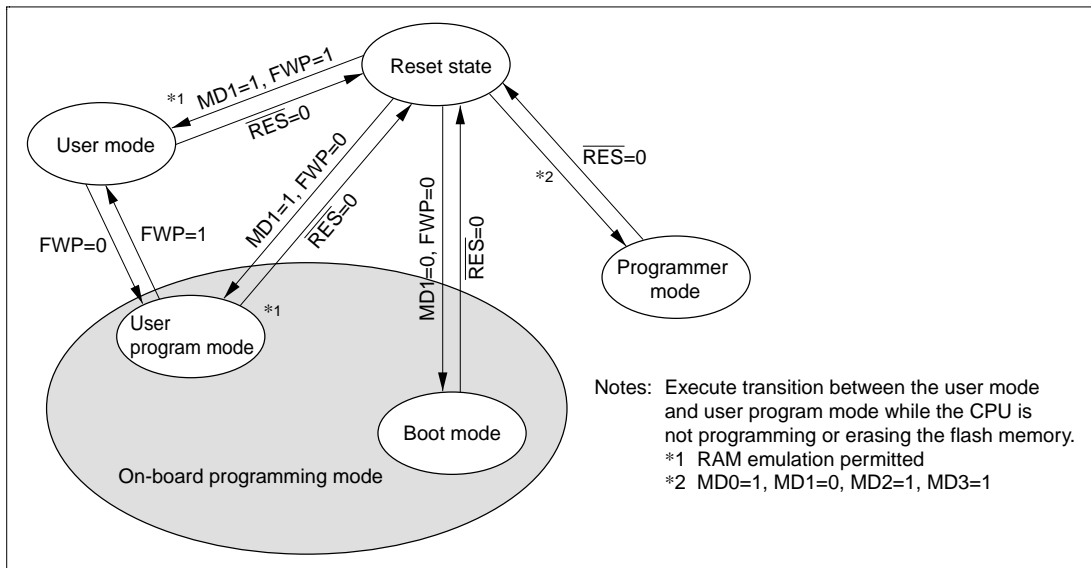 Reset state
*1 MD1=1, FWP=1
RES=0
User mode
MD1=1, FWP=0
RES=0
MD1=0, FWP=0
RES=0
*2
RES=0
FWP=0
FWP=1
Programmer
mode
User
program mode
*1
Boot mode
On-board programming mode
Notes: Execute transition between the user mode
and user program mode while the CPU is
not programming or erasing the flash memory.
*1 RAM emulation permitted
*2 MD0=1, MD1=0, MD2=1, MD3=1